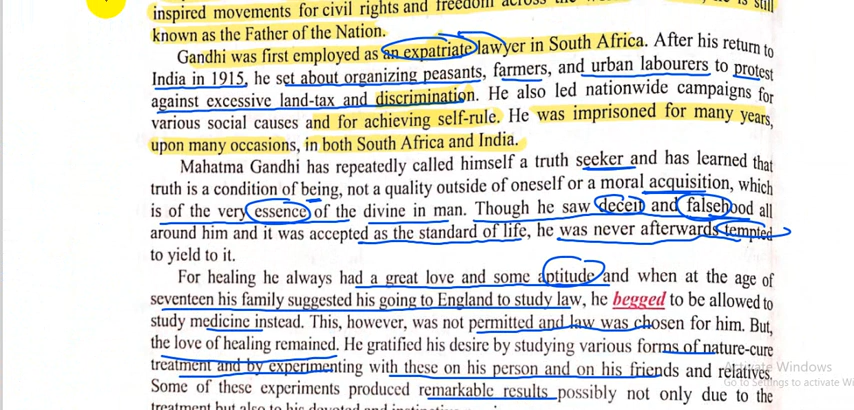 inspired movements for civil rights and freedom across the is still
known as the Father of the Nation.
Gandhi was first employed as an expatriate lawyer in South Africa. After his return to
India in 1915, he set about organizing peasants, farmers, and urban labourers to protest
against excessive land-tax and discrimination. He also led nationwide campaigns for
various social causes and for achieving self-rule. He was imprisoned for many years,
upon many occasions, in both South Africa and India.
Mahatma Gandhi has repeatedly called himself a truth seeker and has learned that
truth is a condition of being, not a quality outside of oneself or a moral acquisition, which
is of the very essence of the divine in man. Though he saw deceit and falsehood all
around him and it was accepted as the standard of life, he was never afterwards tempted
to yield to it.
For healing he always had a great love and some aptitude and when at the age of
seventeen his family suggested his going to England to study law, he begged to be allowed to
study medicine instead. This, however, was not permitted and law was chosen for him. But,
the love of healing remained. He gratified his desire by studying various forms of nature-cure
treatment and by experimenting with these on his person and on his friends and relatives.
Some of these experiments produced remarkable results possibly not only due to the
treatment but also to his devoted and
Activate Windows
Go to Settings to activate Wi